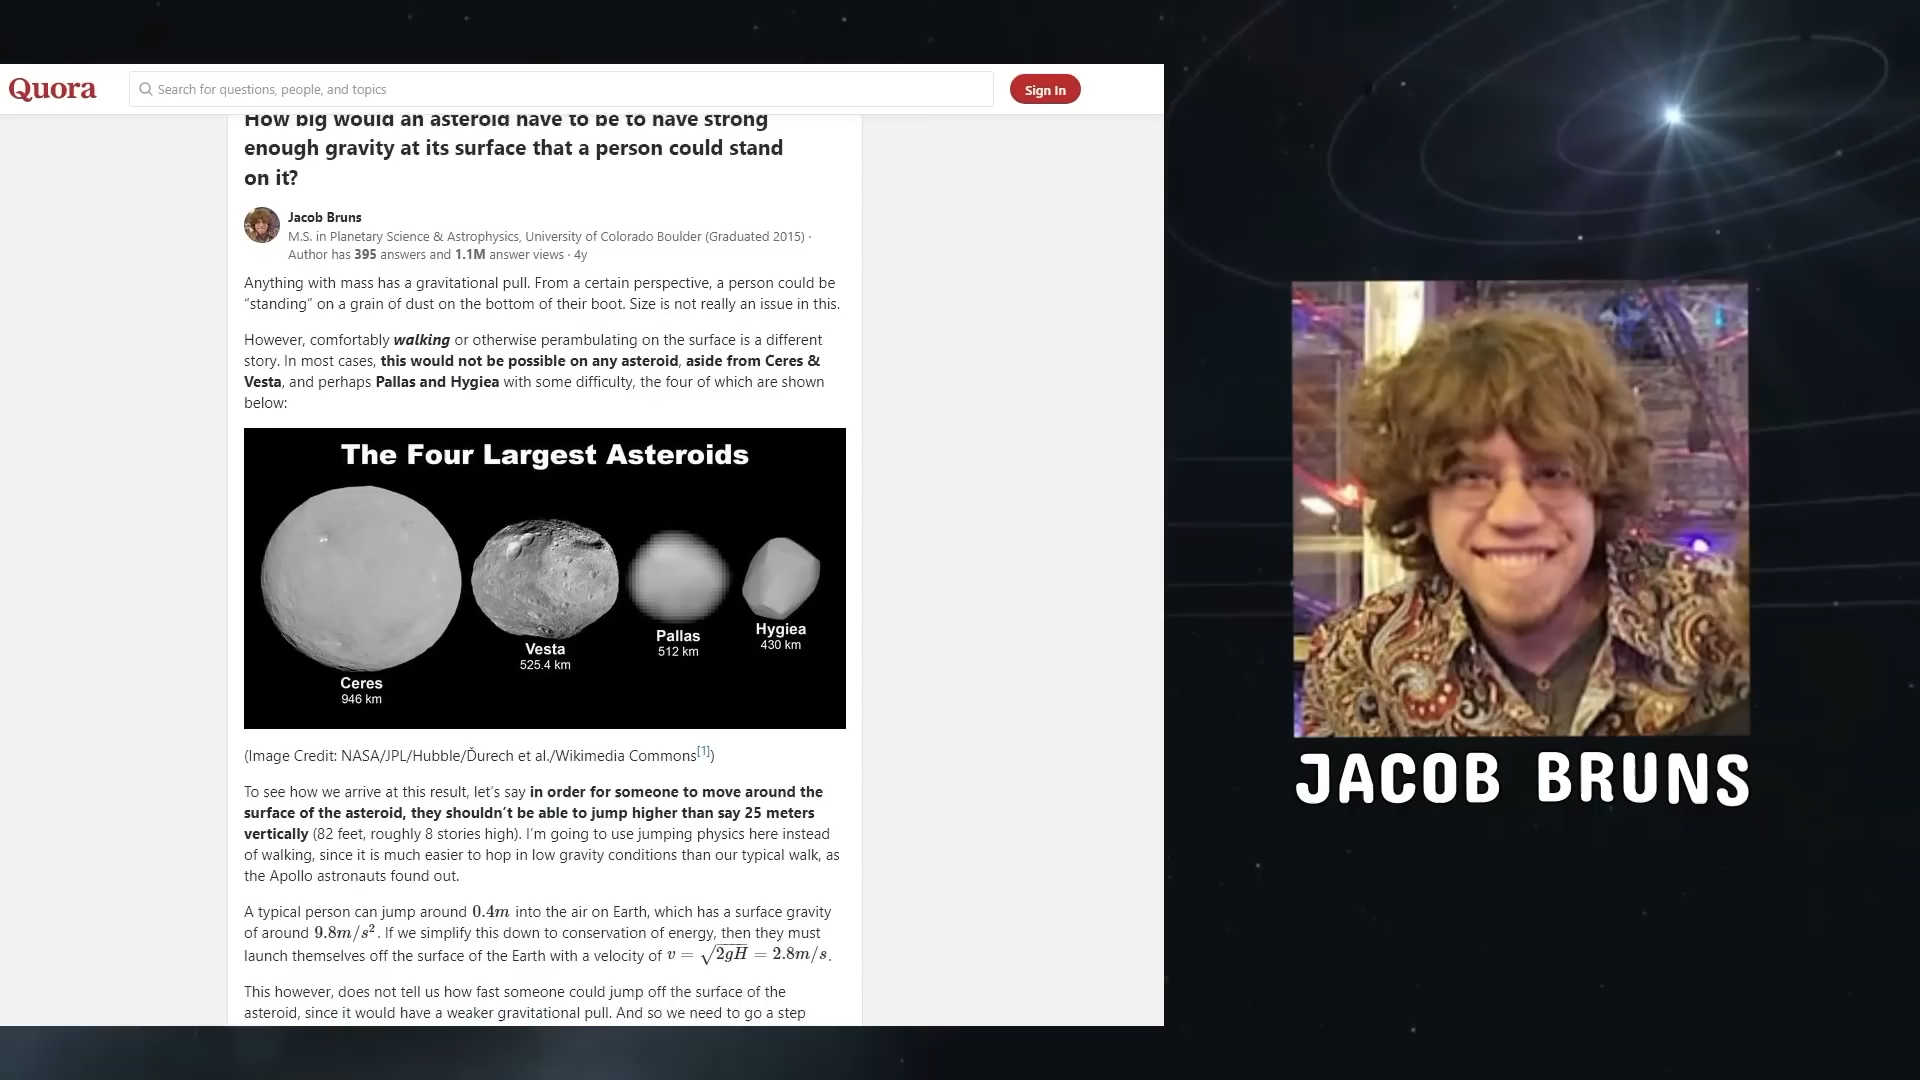 Quora
Search for questions, people, and topics
Sign In
How big would an asteroid have to be to have strong
enough gravity at its surface that a person could stand
on it?
Jacob Bruns
M.S. in Planetary Science & Astrophysics, University of Colorado Boulder (Graduated 2015) ·
Author has 395 answers and 1.1M answer views · 4y
Anything with mass has a gravitational pull. From a certain perspective, a person could be
“standing” on a grain of dust on the bottom of their boot. Size is not really an issue in this.
However, comfortably walking or otherwise perambulating on the surface is a different
story. In most cases, this would not be possible on any asteroid, aside from Ceres &
Vesta, and perhaps Pallas and Hygiea with some difficulty, the four of which are shown
below:
The Four Largest Asteroids
Ceres
946 km
Vesta
525.4 km
Pallas
512 km
Hygiea
430 km
(Image Credit: NASA/JPL/Hubble/Ďurech et al./Wikimedia Commons[1])
To see how we arrive at this result, let’s say in order for someone to move around the
surface of the asteroid, they shouldn’t be able to jump higher than say 25 meters
vertically (82 feet, roughly 8 stories high). I’m going to use jumping physics here instead
of walking, since it is much easier to hop in low gravity conditions than our typical walk, as
the Apollo astronauts found out.
A typical person can jump around 0.4m into the air on Earth, which has a surface gravity
of around 9.8m/s². If we simplify this down to conservation of energy, then they must
launch themselves off the surface of the Earth with a velocity of v = √2gH = 2.8m/s.
This however, does not tell us how fast someone could jump off the surface of the
asteroid, since it would have a weaker gravitational pull. And so we need to go a step
JACOB BRUNS